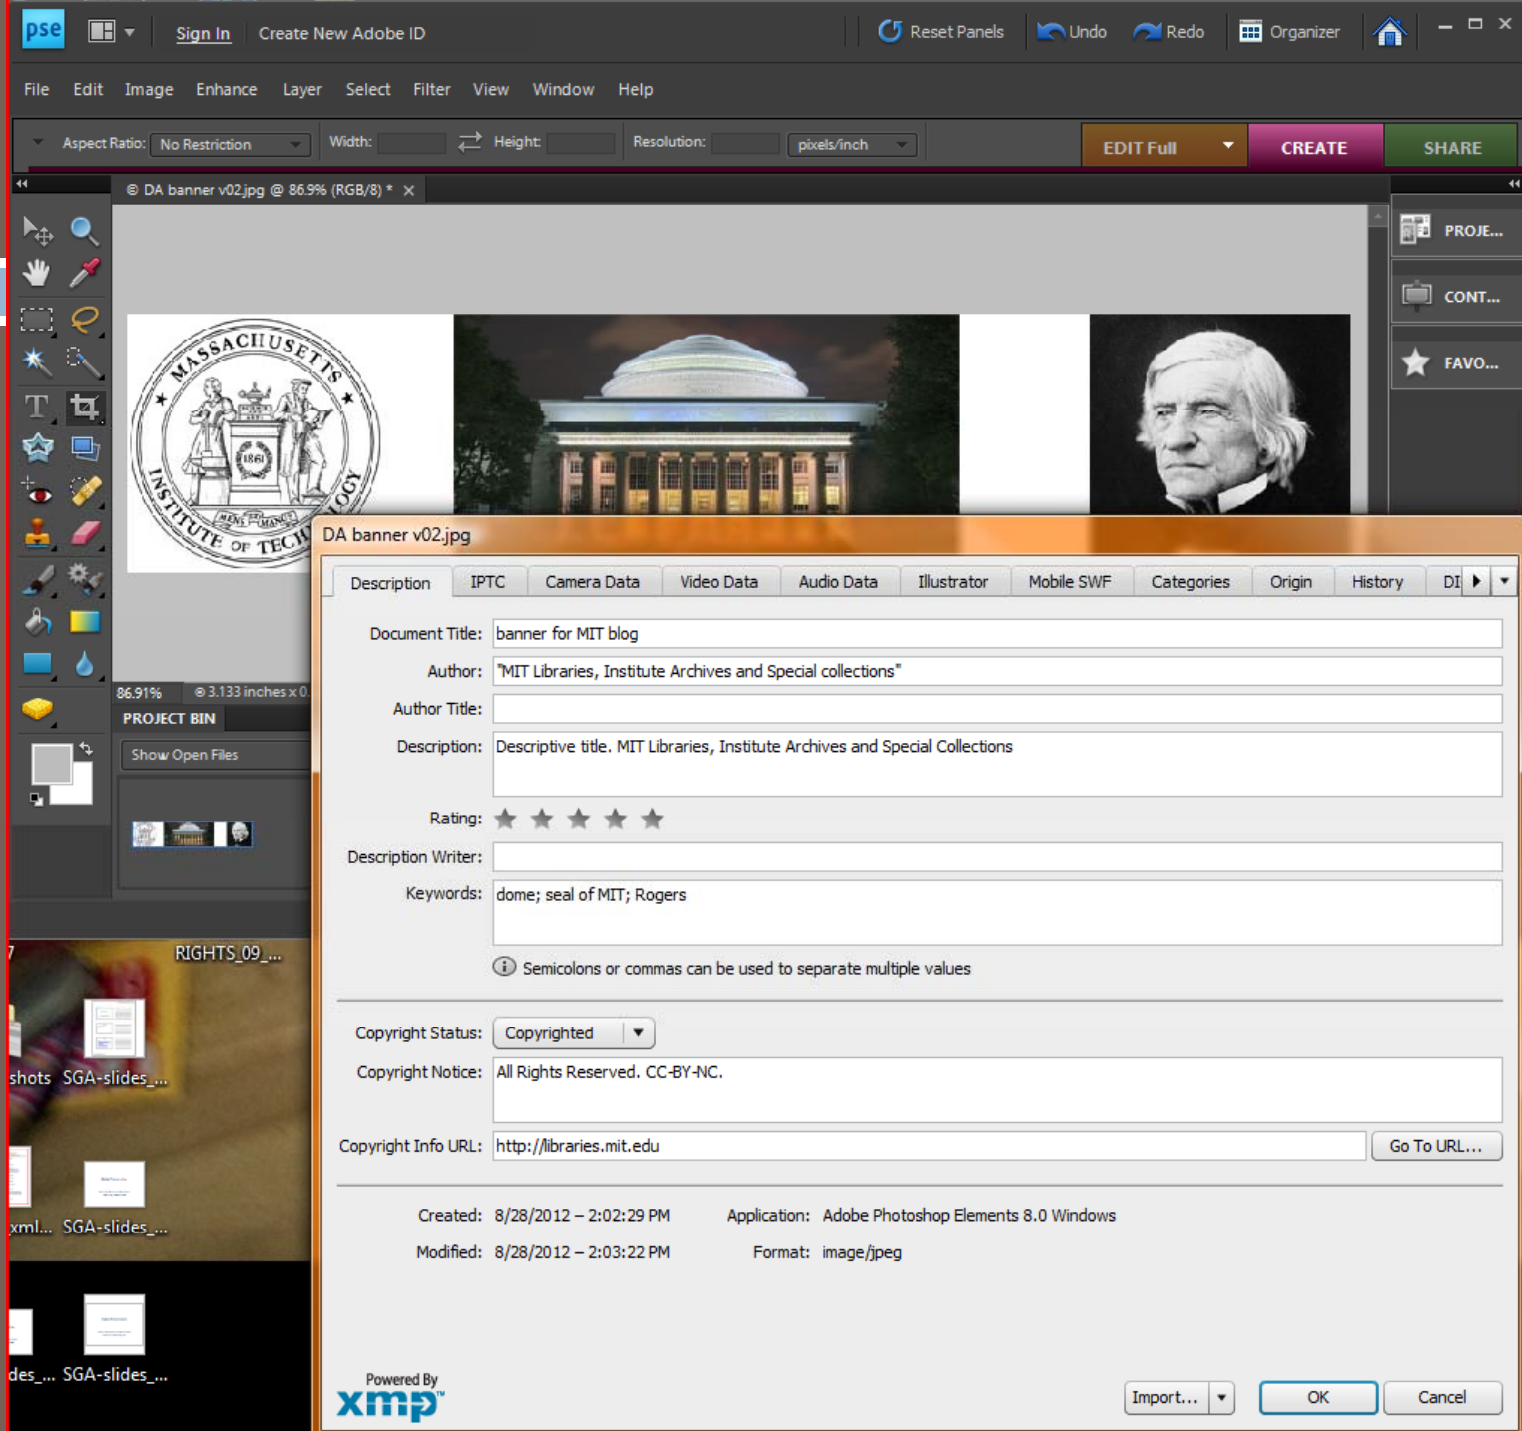 pse Sign In Create New Adobe ID Reset Panels Undo Redo Organizer
File Edit Image Enhance Layer Select Filter View Window Help
Aspect Ratio: No Restriction Width: Height: Resolution: pixels/inch EDIT Full CREATE SHARE
© DA banner v02.jpg @ 86.9% (RGB/8) * ×
PROJE...
CONT...
FAVO...
MASSACHUSETTS
INSTITUTE OF TECH OGY
1861
MENS ET MANUS
86.91% 3.133 inches x 0.
PROJECT BIN
Show Open Files
DA banner v02.jpg
Description IPTC Camera Data Video Data Audio Data Illustrator Mobile SWF Categories Origin History DI
Document Title: banner for MIT blog
Author: "MIT Libraries, Institute Archives and Special collections"
Author Title:
Description: Descriptive title. MIT Libraries, Institute Archives and Special Collections
Rating:
Description Writer:
Keywords: dome; seal of MIT; Rogers
Semicolons or commas can be used to separate multiple values
Copyright Status: Copyrighted
Copyright Notice: All Rights Reserved. CC-BY-NC.
Copyright Info URL: http://libraries.mit.edu Go To URL...
Created: 8/28/2012 – 2:02:29 PM Application: Adobe Photoshop Elements 8.0 Windows
Modified: 8/28/2012 – 2:03:22 PM Format: image/jpeg
Powered By
xmp™
Import... OK Cancel
7 RIGHTS_09_...
shots SGA-slides_...
xml... SGA-slides_...
des_... SGA-slides_...